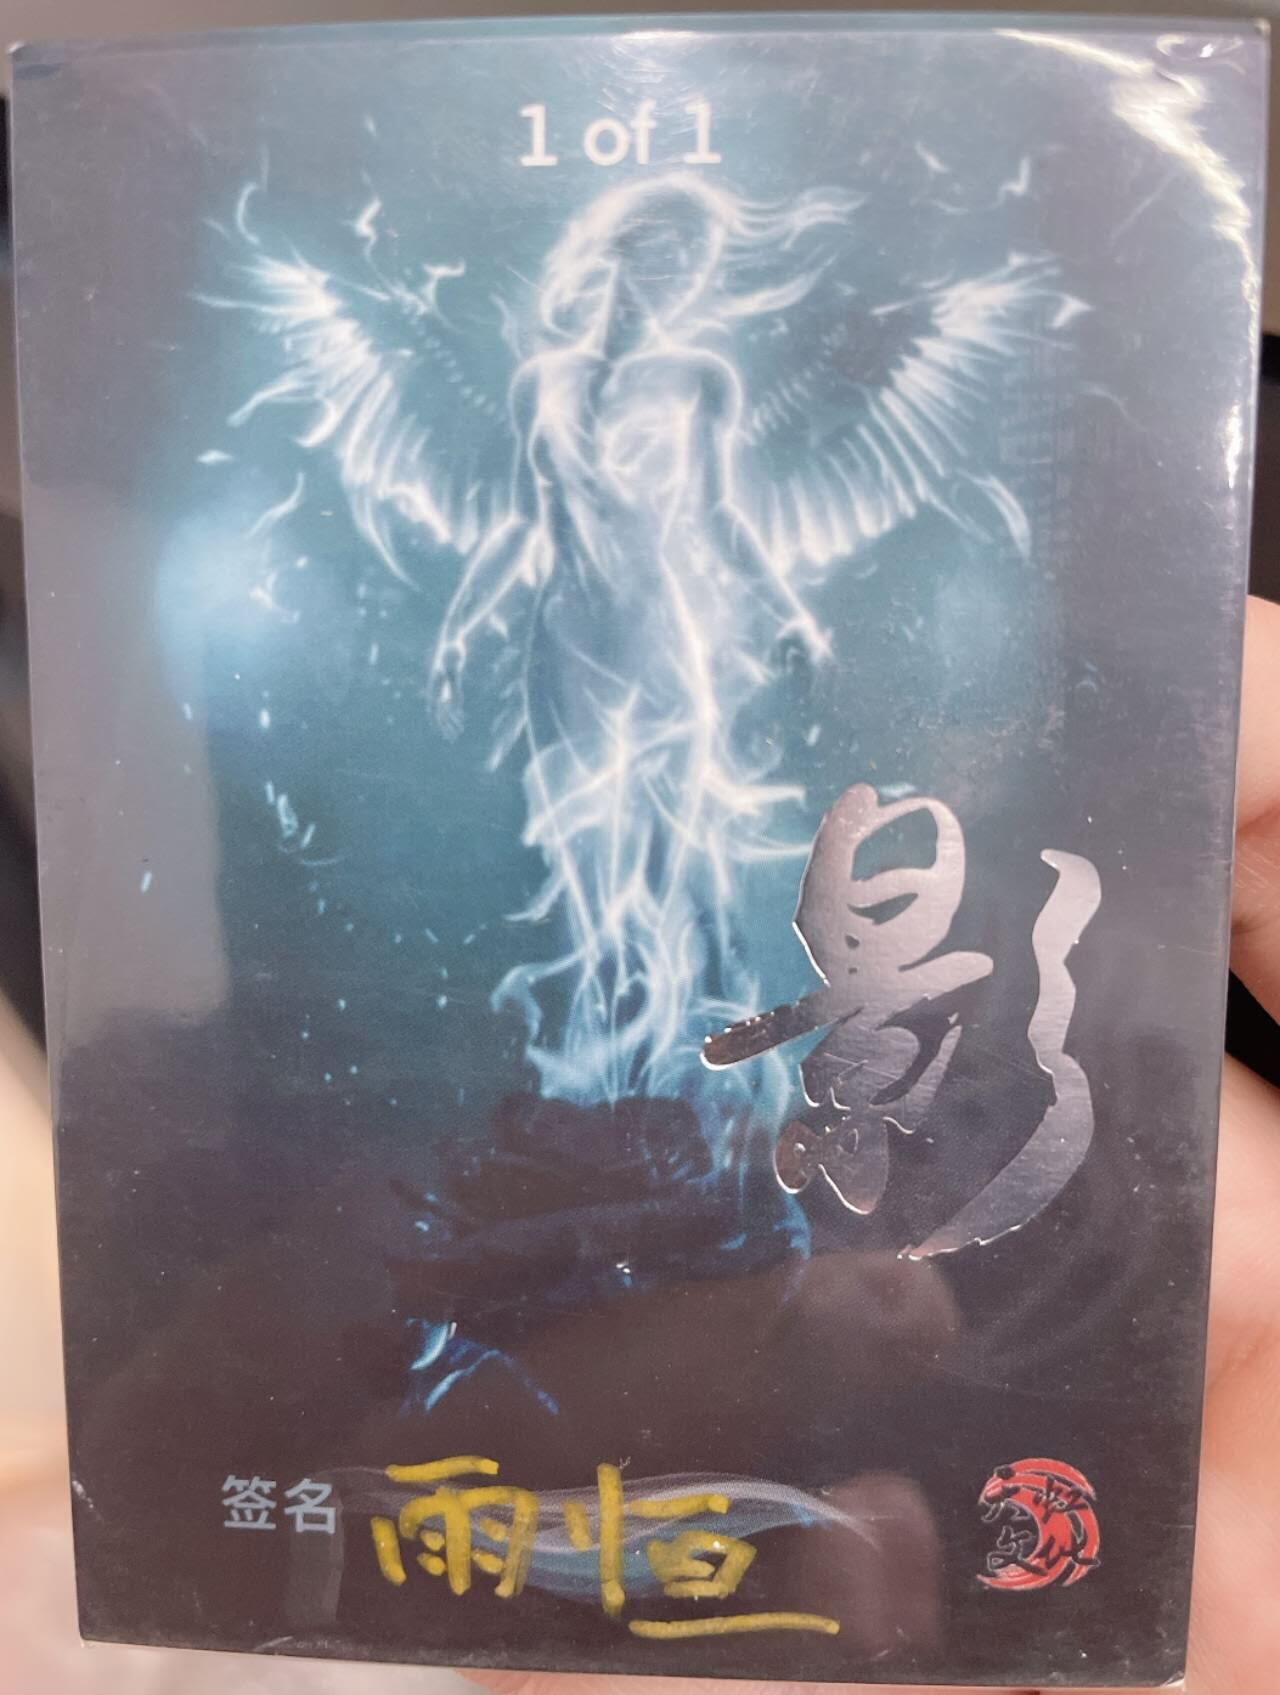 1 of 1
影
签名 雨恒